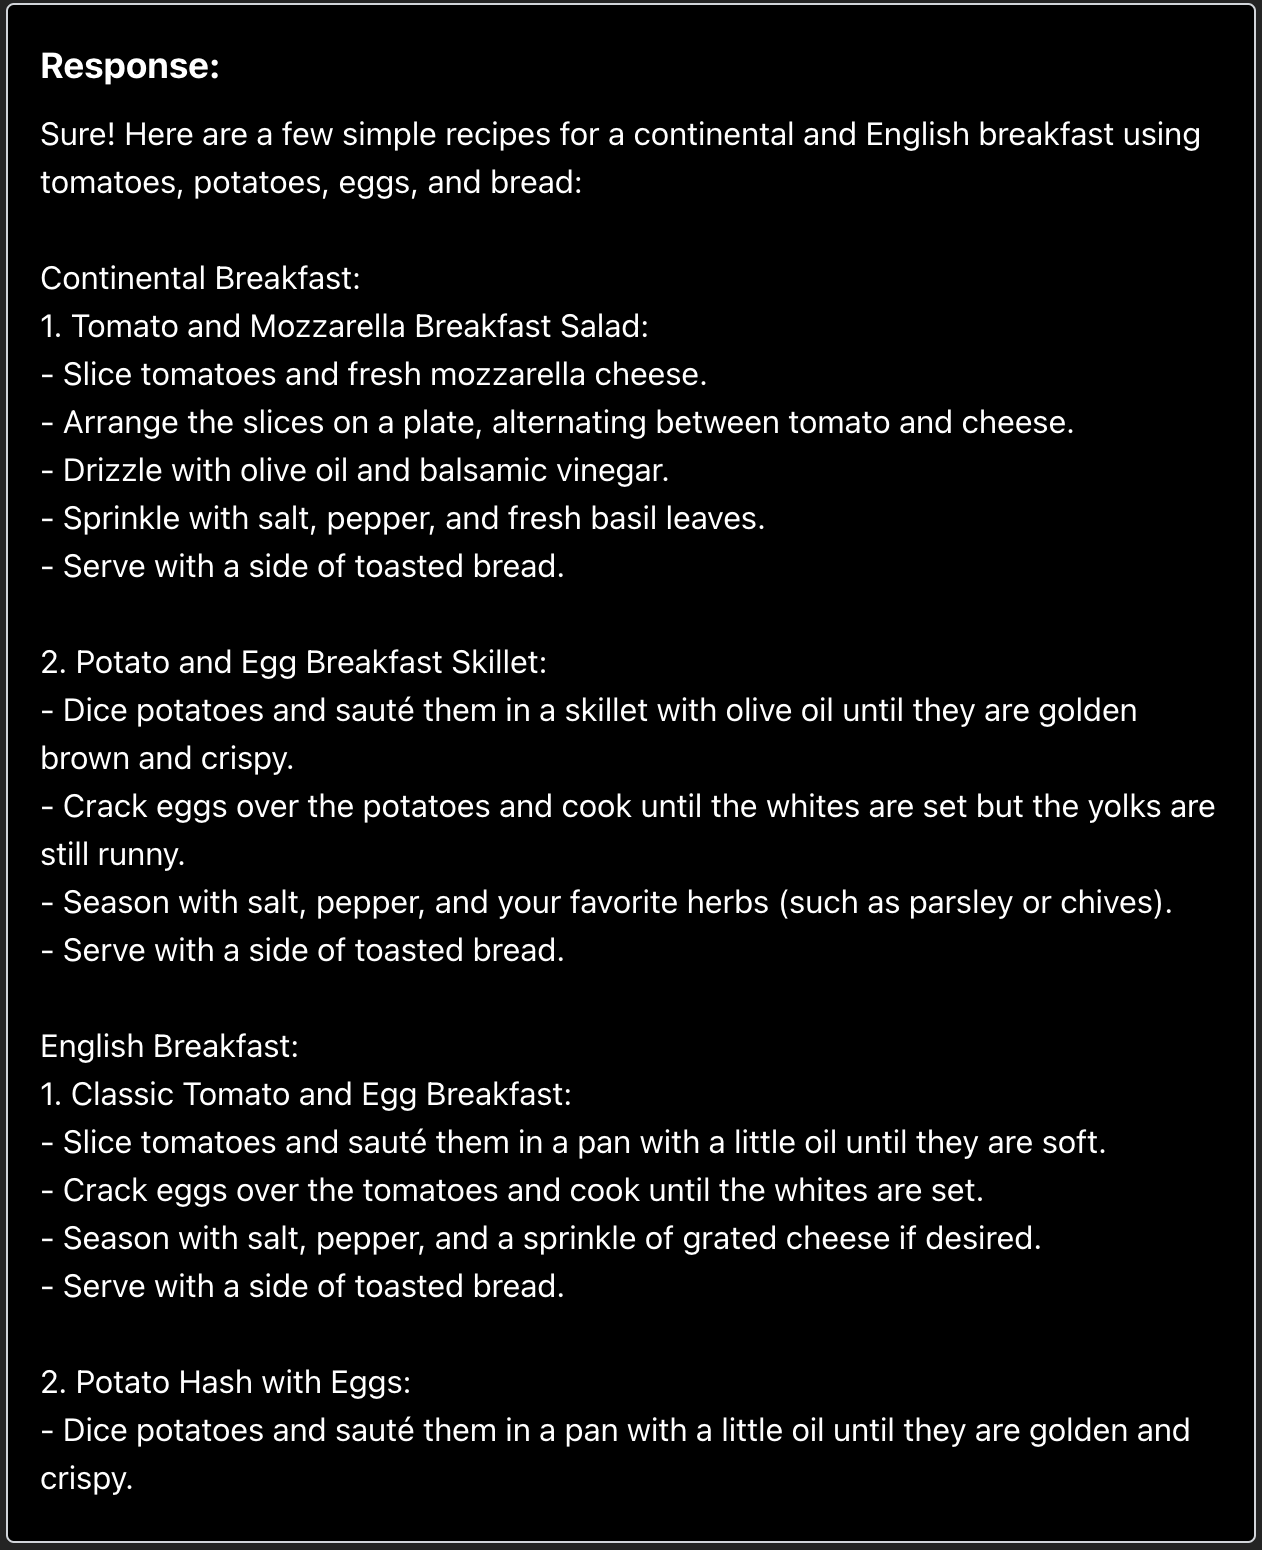 Response:
Sure! Here are a few simple recipes for a continental and English breakfast using
tomatoes, potatoes, eggs, and bread:
Continental Breakfast:
1. Tomato and Mozzarella Breakfast Salad:
- Slice tomatoes and fresh mozzarella cheese.
- Arrange the slices on a plate, alternating between tomato and cheese.
- Drizzle with olive oil and balsamic vinegar.
- Sprinkle with salt, pepper, and fresh basil leaves.
- Serve with a side of toasted bread.
2. Potato and Egg Breakfast Skillet:
- Dice potatoes and sauté them in a skillet with olive oil until they are golden
brown and crispy.
- Crack eggs over the potatoes and cook until the whites are set but the yolks are
still runny.
- Season with salt, pepper, and your favorite herbs (such as parsley or chives).
- Serve with a side of toasted bread.
English Breakfast:
1. Classic Tomato and Egg Breakfast:
- Slice tomatoes and sauté them in a pan with a little oil until they are soft.
- Crack eggs over the tomatoes and cook until the whites are set.
- Season with salt, pepper, and a sprinkle of grated cheese if desired.
- Serve with a side of toasted bread.
2. Potato Hash with Eggs:
- Dice potatoes and sauté them in a pan with a little oil until they are golden and
crispy.